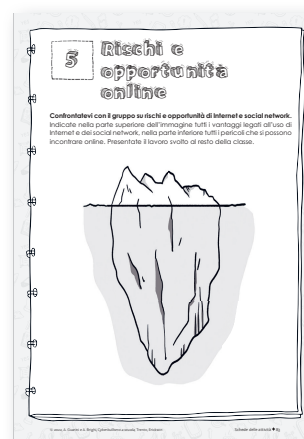 5
Rischi e
opportunità
online
Confrontatevi con il gruppo su rischi e opportunità di Internet e social network.
Indicate nella parte superiore dell'immagine tutti i vantaggi legati all'uso di
Internet e dei social network, nella parte inferiore tutti i pericoli che si possono
incontrare online. Presentate il lavoro svolto al resto della classe.
Schede delle attività